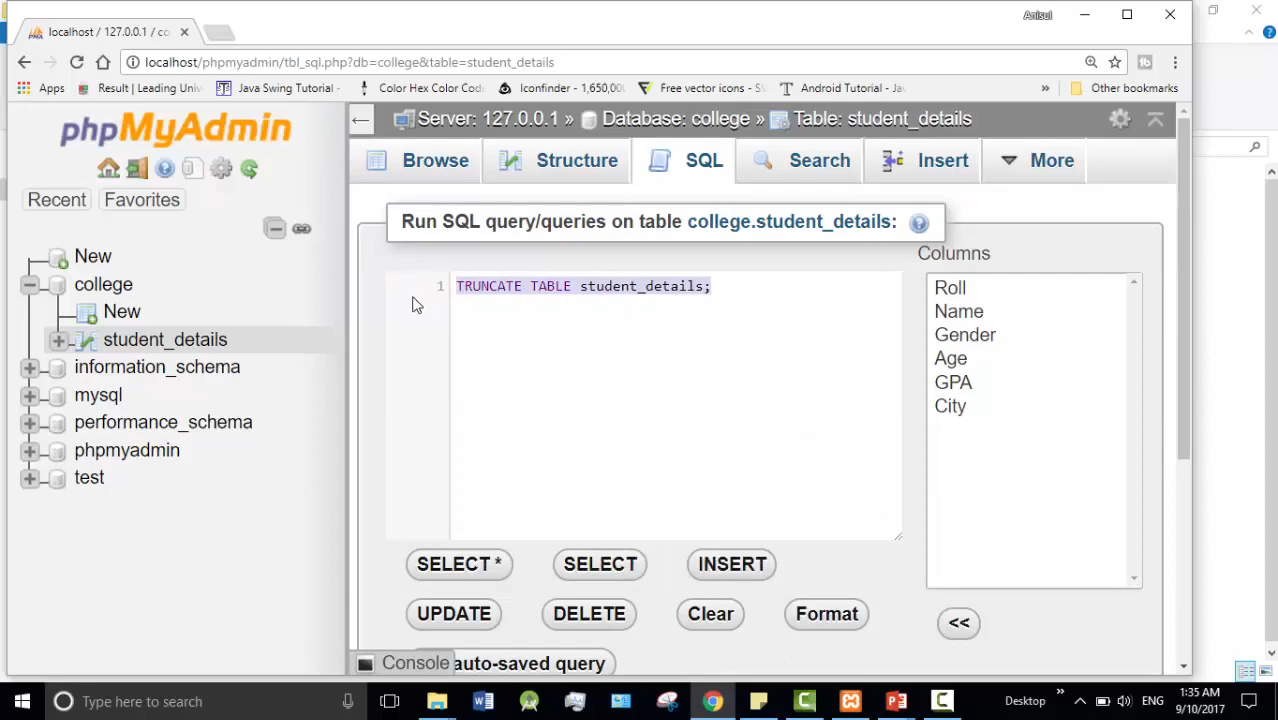 Anisul
localhost / 127.0.0.1 / co
localhost/phpmyadmin/tbl_sql.php?db=college&table=student_details
Apps
Result | Leading Univ
Java Swing Tutorial -
Color Hex Color Cod
Iconfinder - 1,650,00
Free vector icons - S
Android Tutorial - Ja
»
Other bookmarks
phpMyAdmin
Recent
Favorites
New
college
New
student_details
information_schema
mysql
performance_schema
phpmyadmin
test
Server: 127.0.0.1 » Database: college » Table: student_details
Browse
Structure
SQL
Search
Insert
More
Run SQL query/queries on table college.student_details:
1 TRUNCATE TABLE student_details;
Columns
Roll
Name
Gender
Age
GPA
City
SELECT *
SELECT
INSERT
UPDATE
DELETE
Clear
Format
<<
Console
auto-saved query
Type here to search
Desktop
»
ENG
1:35 AM
9/10/2017